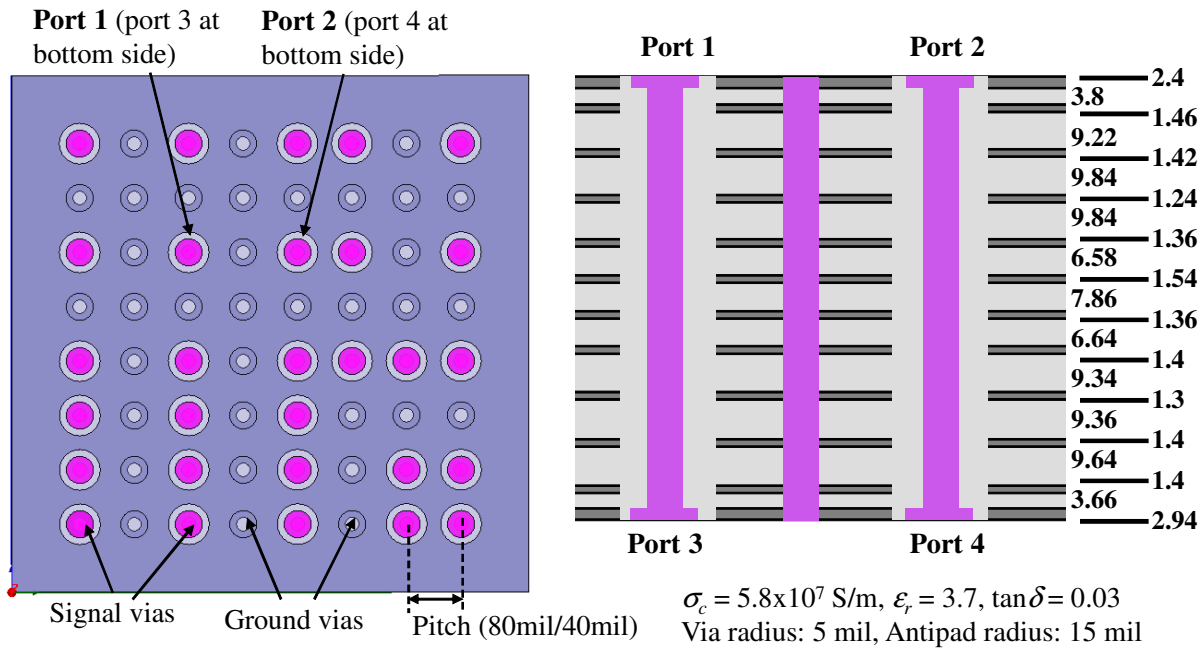 Port 1 (port 3 at
bottom side)
Port 2 (port 4 at
bottom side)
Signal vias
Ground vias
Pitch (80mil/40mil)
Port 1
Port 2
2.4
3.8
1.46
9.22
1.42
9.84
1.24
9.84
1.36
6.58
1.54
7.86
1.36
6.64
1.4
9.34
1.3
9.36
1.4
9.64
1.4
3.66
2.94
Port 3
Port 4
σc = 5.8x10⁷ S/m, εr = 3.7, tanδ = 0.03
Via radius: 5 mil, Antipad radius: 15 mil